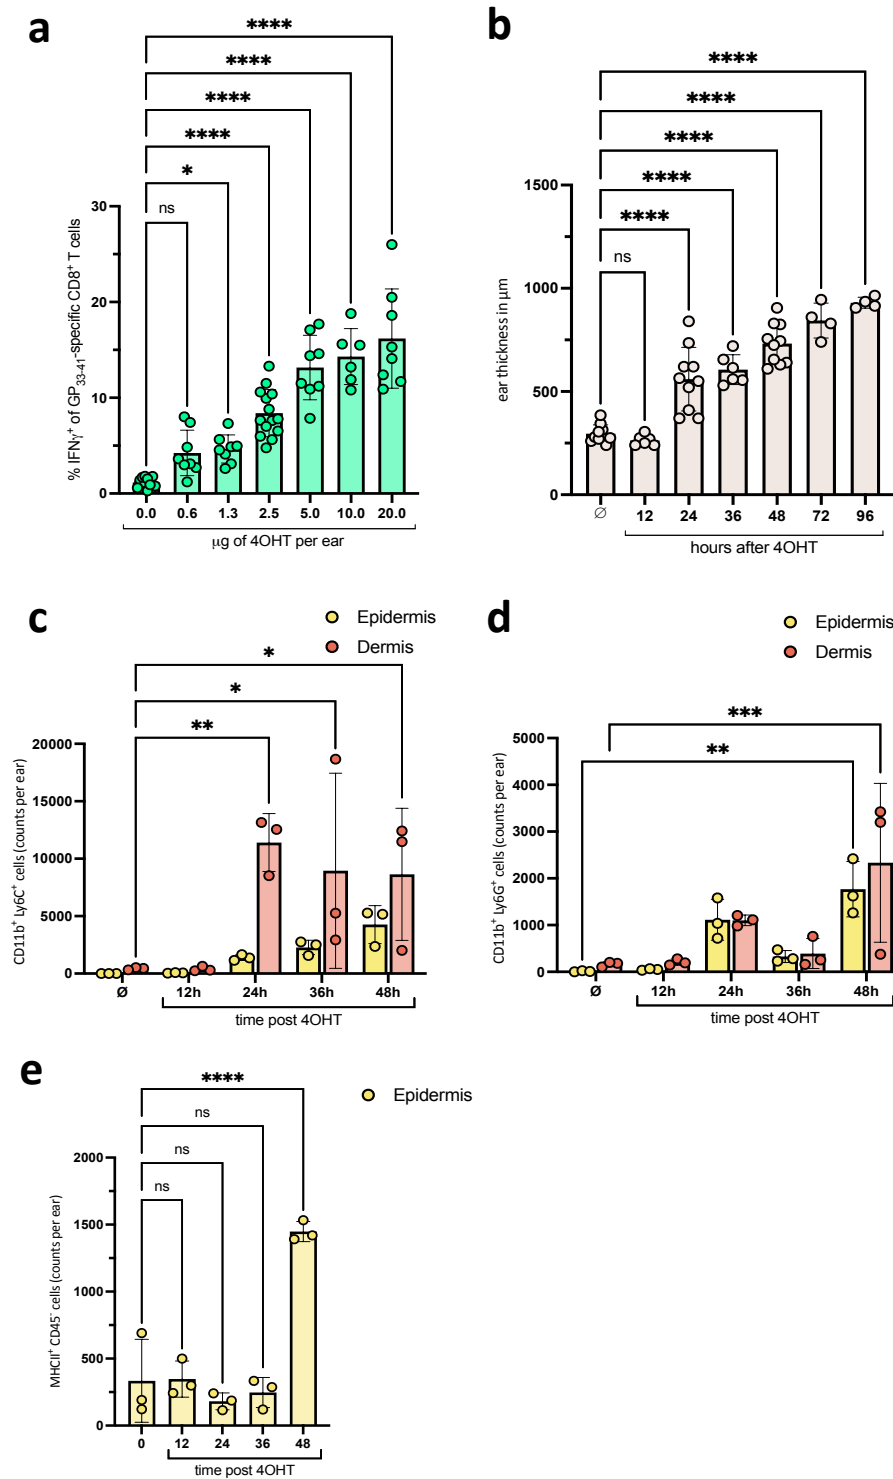 a
****
****
****
****
*
ns
% IFNγ⁺ of GP₃₃₋₄₁-specific CD8⁺ T cells
30
20
10
0
0.0 0.6 1.3 2.5 5.0 10.0 20.0
μg of 4OHT per ear
b
****
****
****
****
****
ns
ear thickness in μm
1500
1000
500
0
∅ 12 24 36 48 72 96
hours after 4OHT
c
Epidermis
Dermis
*
*
**
CD11b⁺ Ly6C⁺ cells (counts per ear)
20000
15000
10000
5000
0
Ø 12h 24h 36h 48h
time post 4OHT
d
Epidermis
Dermis
***
**
CD11b⁺ Ly6G⁺ cells (counts per ear)
5000
4000
3000
2000
1000
0
Ø 12h 24h 36h 48h
time post 4OHT
e
Epidermis
****
ns
ns
ns
MHCII⁺ CD45⁻ cells (counts per ear)
2000
1500
1000
500
0
0 12 24 36 48
time post 4OHT